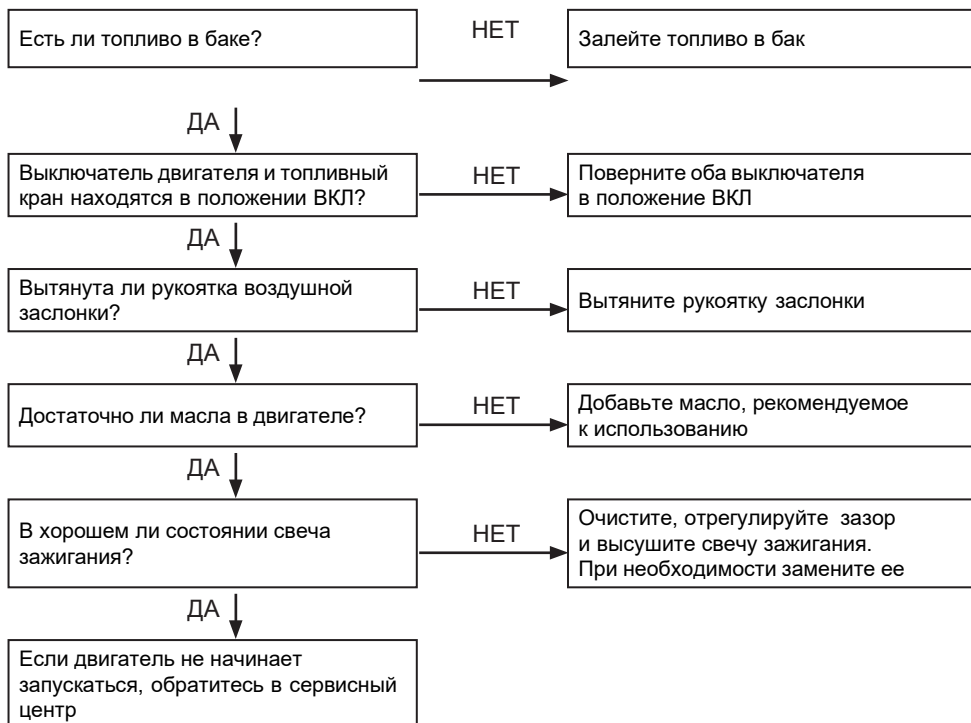 Есть ли топливо в баке?
НЕТ
Залейте топливо в бак
ДА
Выключатель двигателя и топливный
кран находятся в положении ВКЛ?
НЕТ
Поверните оба выключателя
в положение ВКЛ
ДА
Вытянута ли рукоятка воздушной
заслонки?
НЕТ
Вытяните рукоятку заслонки
ДА
Достаточно ли масла в двигателе?
НЕТ
Добавьте масло, рекомендуемое
к использованию
ДА
В хорошем ли состоянии свеча
зажигания?
НЕТ
Очистите, отрегулируйте зазор
и высушите свечу зажигания.
При необходимости замените ее
ДА
Если двигатель не начинает
запускаться, обратитесь в сервисный
центр